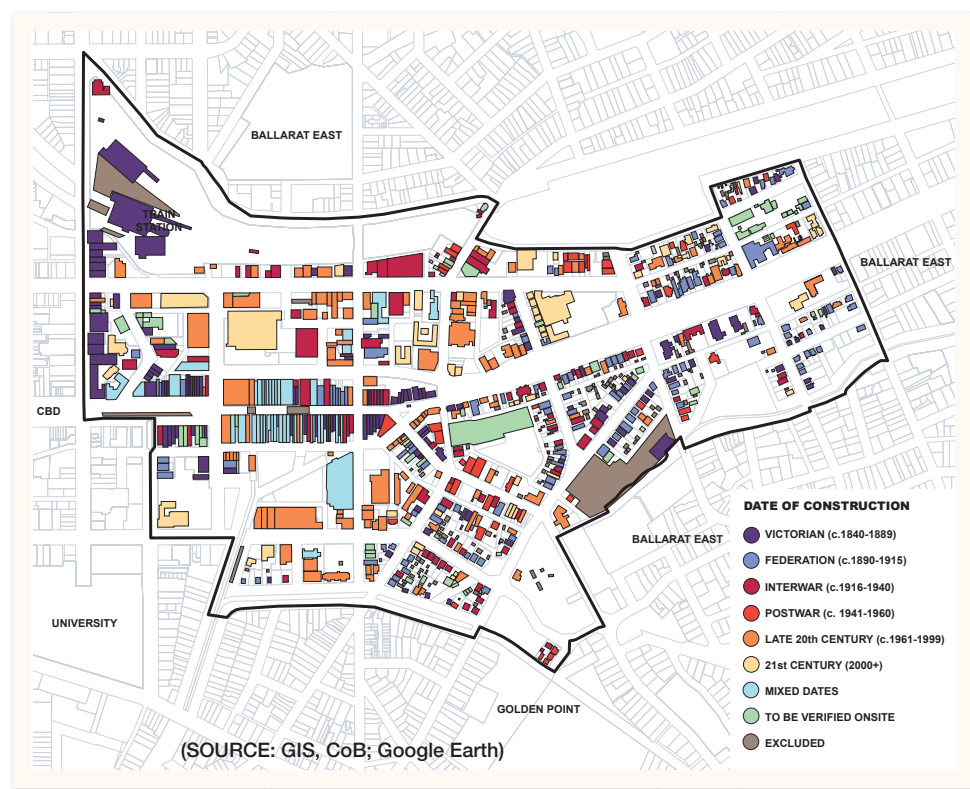 BALLARAT EAST
TRAIN
STATION
BALLARAT EAST
CBD
DATE OF CONSTRUCTION
VICTORIAN (c.1840-1889)
BALLARAT EAST
FEDERATION (c.1890-1915)
INTERWAR (c.1916-1940)
UNIVERSITY
POSTWAR (c. 1941-1960)
LATE 20th CENTURY (c.1961-1999)
21st CENTURY (2000+)
MIXED DATES
GOLDEN POINT
TO BE VERIFIED ONSITE
EXCLUDED
(SOURCE: GIS, CoB; Google Earth)